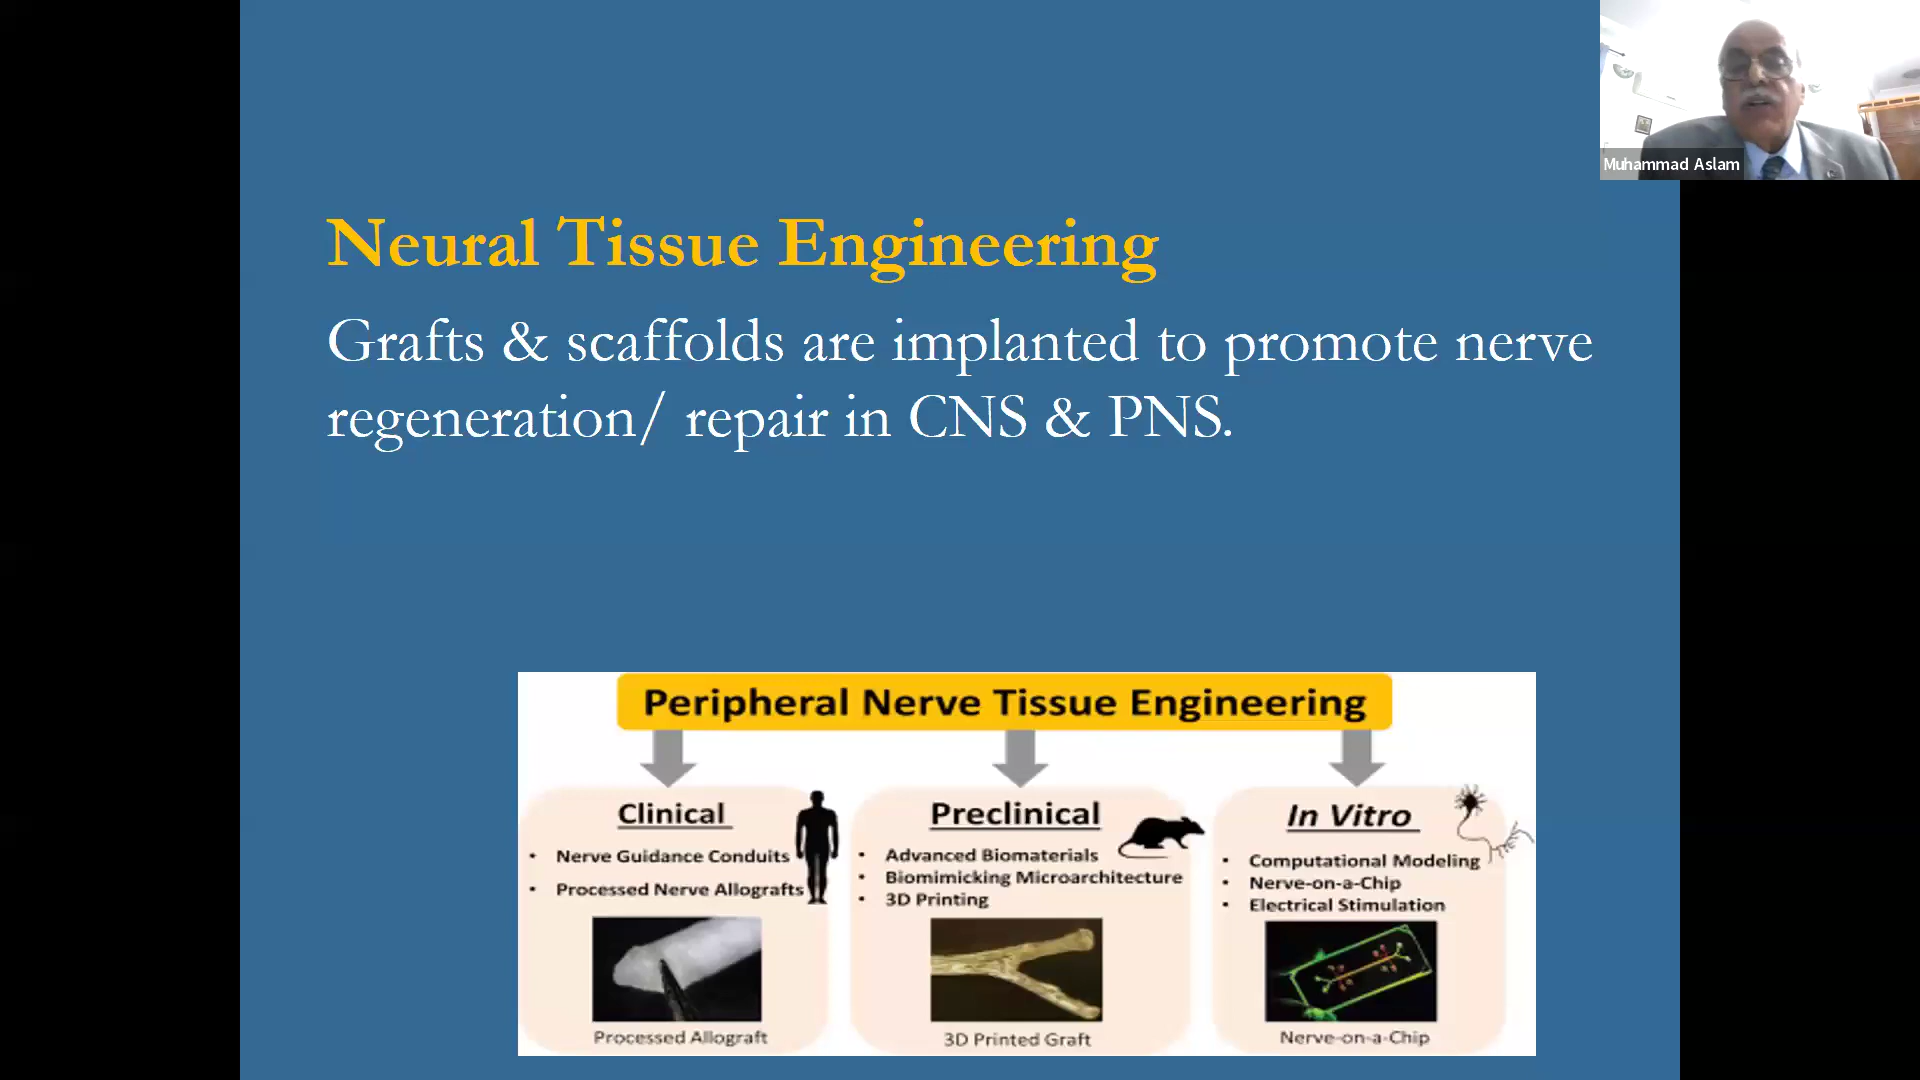 Muhammad Aslam
Neural Tissue Engineering
Grafts & scaffolds are implanted to promote nerve
regeneration/ repair in CNS & PNS.
Peripheral Nerve Tissue Engineering
Clinical
• Nerve Guidance Conduits
• Processed Nerve Allografts
Processed Allograft
Preclinical
• Advanced Biomaterials
• Biomimicking Microarchitecture
• 3D Printing
3D Printed Graft
In Vitro
• Computational Modeling
• Nerve-on-a-Chip
• Electrical Stimulation
Nerve-on-a-Chip